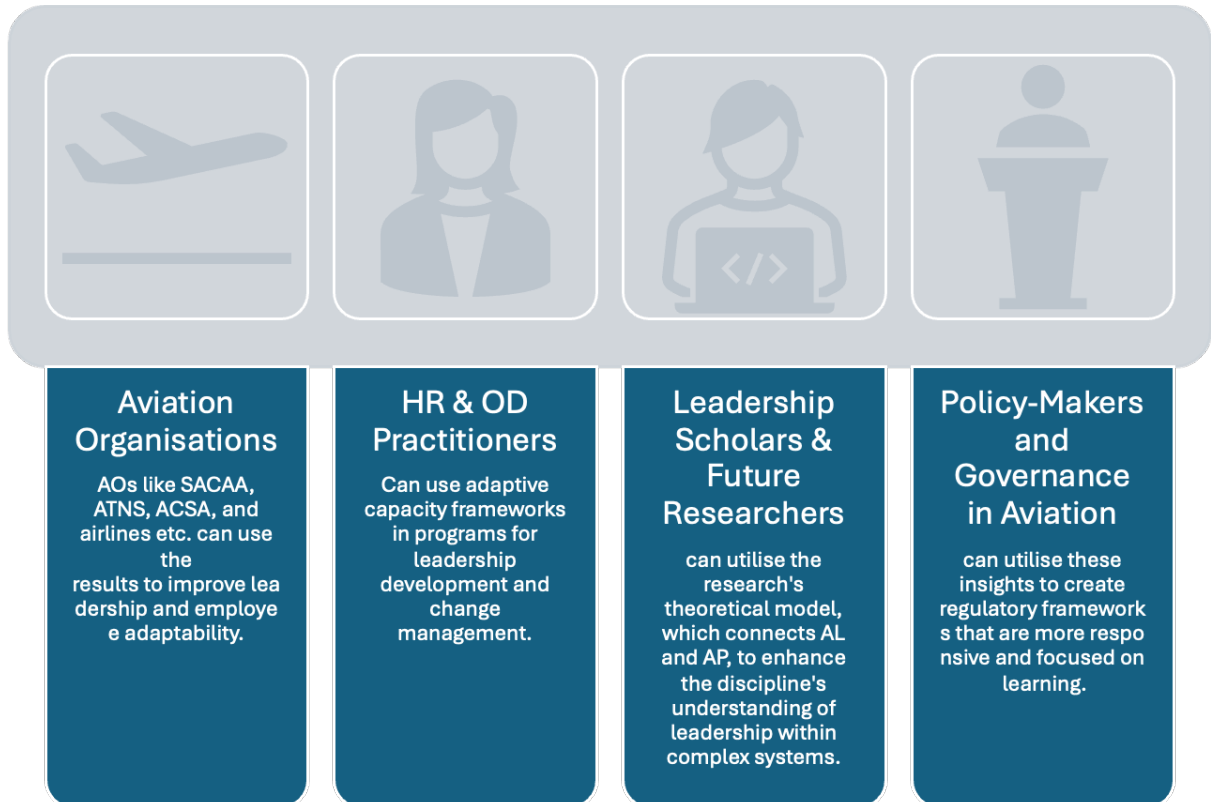 </>
Aviation
Organisations
AOs like SACAA,
ATNS, ACSA, and
airlines etc. can use
the
results to improve lea
dership and employe
e adaptability.
HR & OD
Practitioners
Can use adaptive
capacity frameworks
in programs for
leadership
development and
change
management.
Leadership
Scholars &
Future
Researchers
can utilise the
research's
theoretical model,
which connects AL
and AP, to enhance
the discipline's
understanding of
leadership within
complex systems.
Policy-Makers
and
Governance
in Aviation
can utilise these
insights to create
regulatory framework
s that are more respo
nsive and focused on
learning.